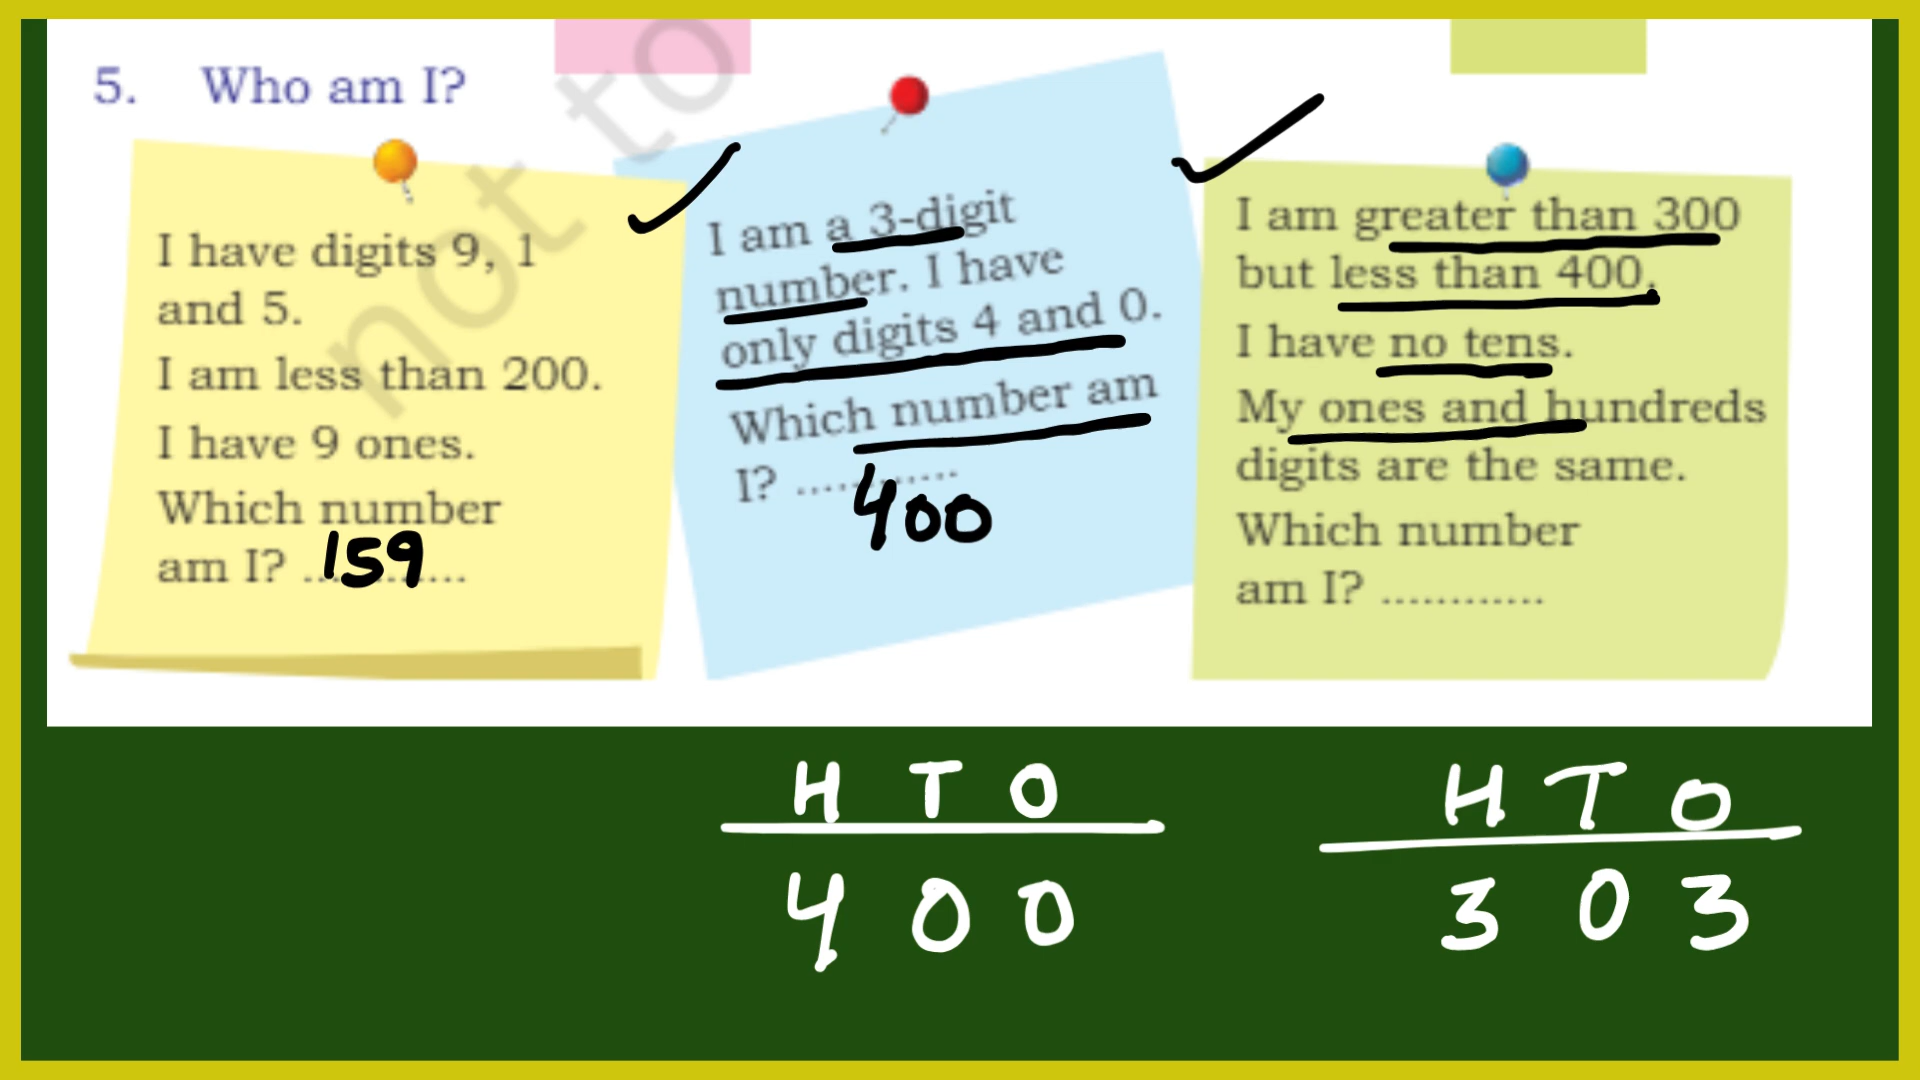 5. Who am I?
not to
I have digits 9, 1
and 5.
I am less than 200.
I have 9 ones.
Which number
am I? ............
159
I am a 3-digit
number. I have
only digits 4 and 0.
Which number am
I? ............
400
I am greater than 300
but less than 400.
I have no tens.
My ones and hundreds
digits are the same.
Which number
am I? ............
H T O
4 0 0
H T O
3 0 3